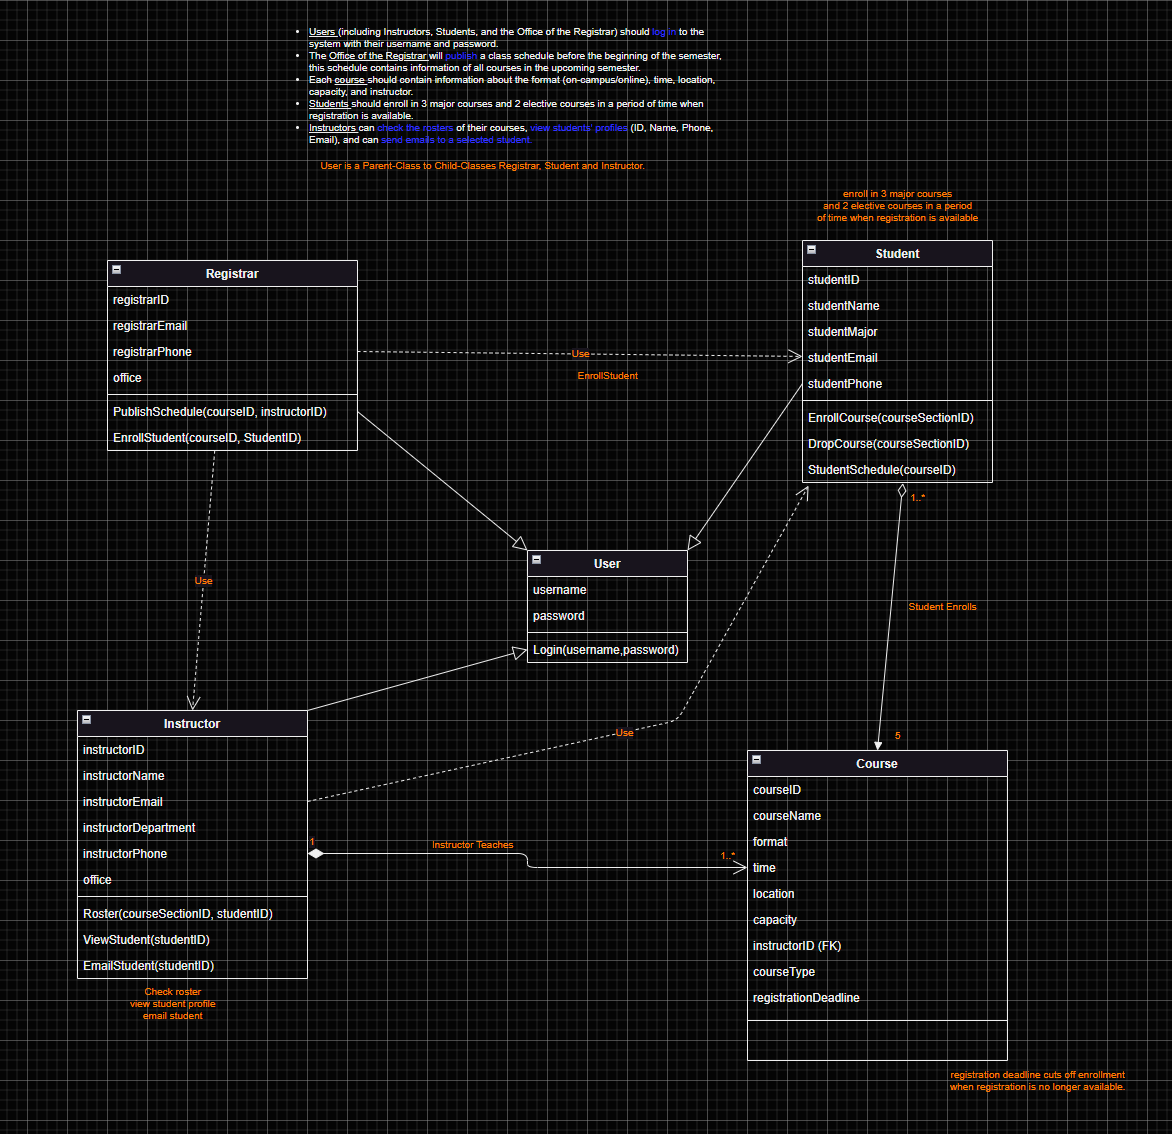 Users (including Instructors, Students, and the Office of the Registrar) should log in to the
system with their username and password.
The Office of the Registrar will publish a class schedule before the beginning of the semester,
this schedule contains information of all courses in the upcoming semester.
Each course should contain information about the format (on-campus/online), time, location,
capacity, and instructor.
Students should enroll in 3 major courses and 2 elective courses in a period of time when
registration is available.
Instructors can check the rosters of their courses, view students' profiles (ID, Name, Phone,
Email), and can send emails to a selected student.
User is a Parent-Class to Child-Classes Registrar, Student and Instructor.
enroll in 3 major courses
and 2 elective courses in a period
of time when registration is available
Student
studentID
studentName
studentMajor
studentEmail
studentPhone
EnrollCourse(courseSectionID)
DropCourse(courseSectionID)
StudentSchedule(courseID)
Registrar
registrarID
registrarEmail
registrarPhone
office
PublishSchedule(courseID, instructorID)
EnrollStudent(courseID, StudentID)
Use
EnrollStudent
1..*
User
username
password
Login(username,password)
Use
Student Enrolls
Use
5
Instructor
instructorID
instructorName
instructorEmail
instructorDepartment
instructorPhone
office
Roster(courseSectionID, studentID)
ViewStudent(studentID)
EmailStudent(studentID)
1
Instructor Teaches
1..*
Course
courseID
courseName
format
time
location
capacity
instructorID (FK)
courseType
registrationDeadline
Check roster
view student profile
email student
registration deadline cuts off enrollment
when registration is no longer available.